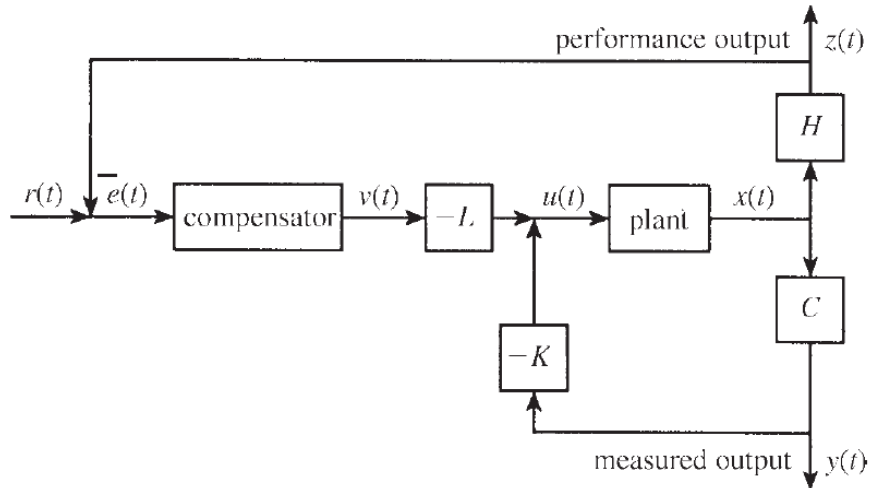 performance output z(t)
H
r(t) e(t) v(t) u(t) x(t)
compensator −L plant
C
−K
measured output y(t)